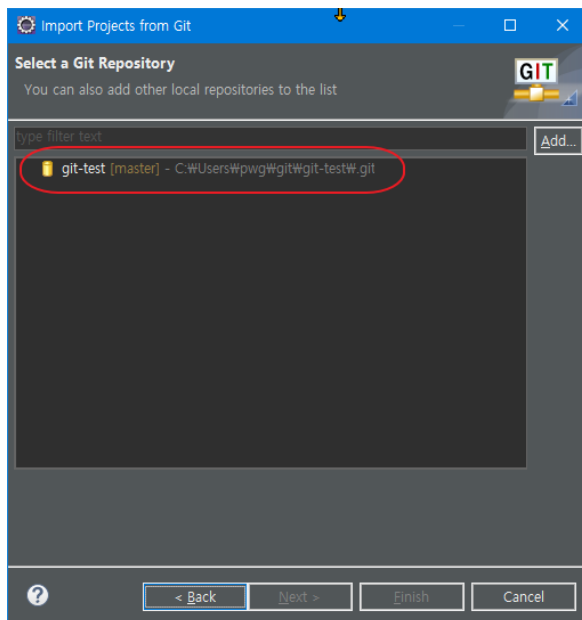 Import Projects from Git
Select a Git Repository
You can also add other local repositories to the list
GIT
type filter text
Add...
git-test [master] - C:₩Users₩pwg₩git₩git-test₩.git
?
< Back
Next >
Finish
Cancel